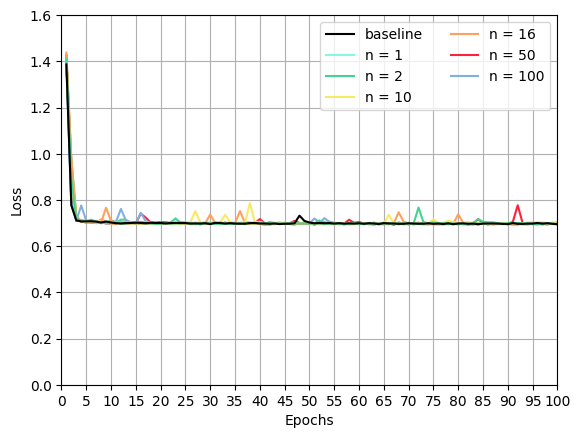 1.6
1.4
1.2
1.0
0.8
0.6
0.4
0.2
0.0
Loss
baseline
n = 1
n = 2
n = 10
n = 16
n = 50
n = 100
0 5 10 15 20 25 30 35 40 45 50 55 60 65 70 75 80 85 90 95 100
Epochs